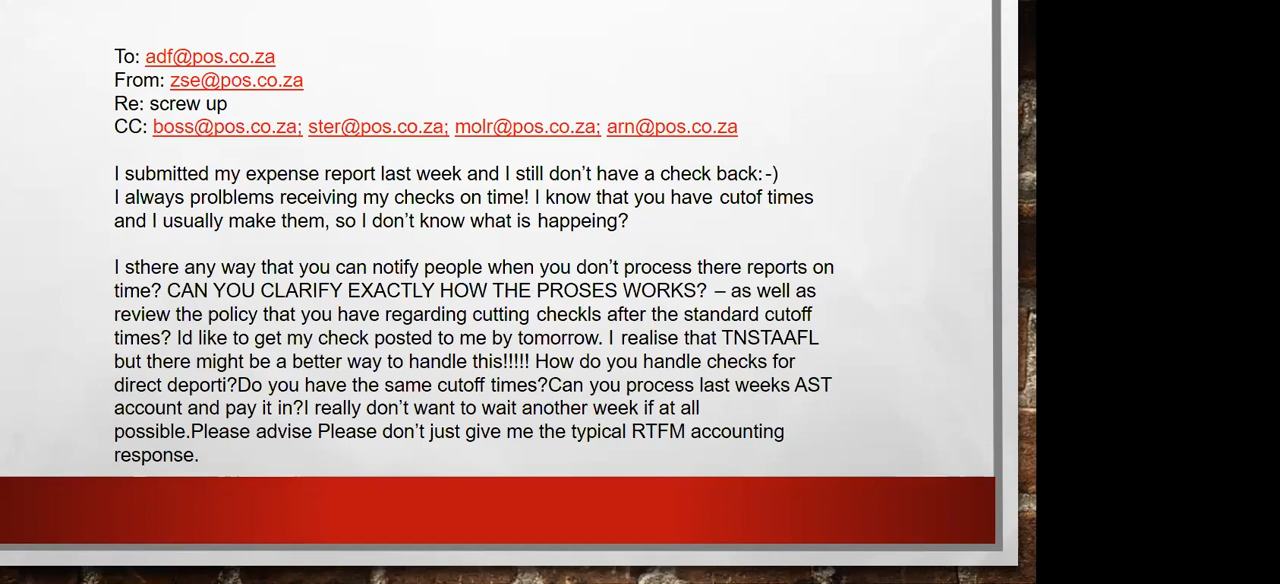 To: adf@pos.co.za
From: zse@pos.co.za
Re: screw up
CC: boss@pos.co.za; ster@pos.co.za; molr@pos.co.za; arn@pos.co.za
I submitted my expense report last week and I still don’t have a check back:-)
I always prolblems receiving my checks on time! I know that you have cutof times
and I usually make them, so I don’t know what is happeing?
I sthere any way that you can notify people when you don’t process there reports on
time? CAN YOU CLARIFY EXACTLY HOW THE PROSES WORKS? – as well as
review the policy that you have regarding cutting checkls after the standard cutoff
times? Id like to get my check posted to me by tomorrow. I realise that TNSTAAFL
but there might be a better way to handle this!!!!! How do you handle checks for
direct deporti?Do you have the same cutoff times?Can you process last weeks AST
account and pay it in?I really don’t want to wait another week if at all
possible.Please advise Please don’t just give me the typical RTFM accounting
response.